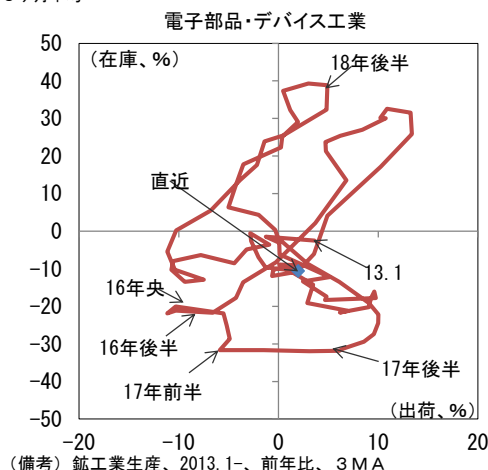 電子部品・デバイス工業
50
40
30
20
10
0
-10
-20
-30
-40
-50
(在庫、%)
18年後半
直近
13.1
16年央
16年後半
17年前半
17年後半
(出荷、%)
-20 -10 0 10 20
(備考) 鉱工業生産、2013.1-、前年比、3MA